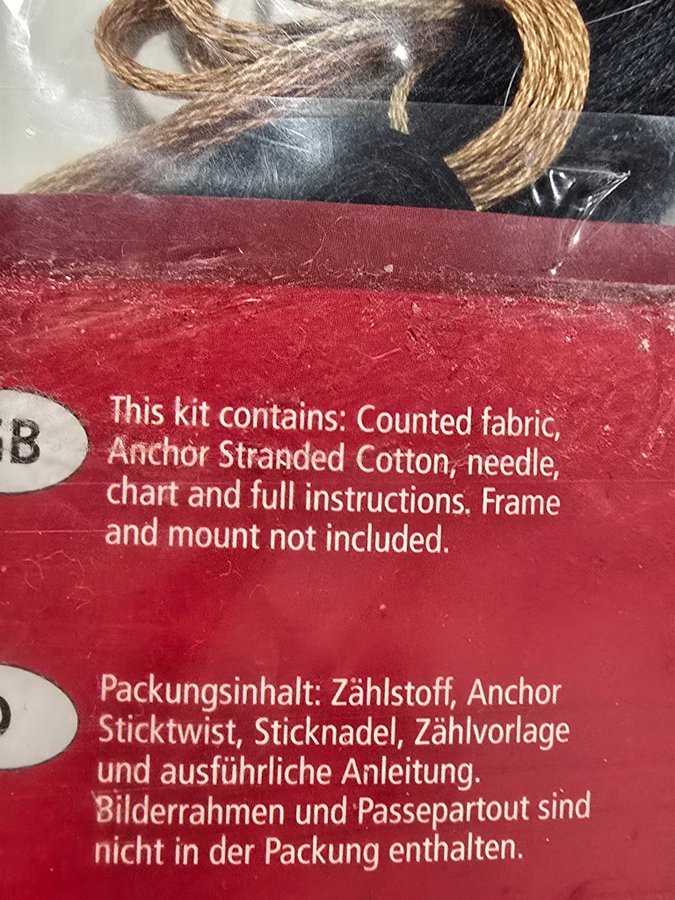 GB
This kit contains: Counted fabric,
Anchor Stranded Cotton, needle,
chart and full instructions. Frame
and mount not included.
D
Packungsinhalt: Zählstoff, Anchor
Sticktwist, Sticknadel, Zählvorlage
und ausführliche Anleitung.
Bilderrahmen und Passepartout sind
nicht in der Packung enthalten.